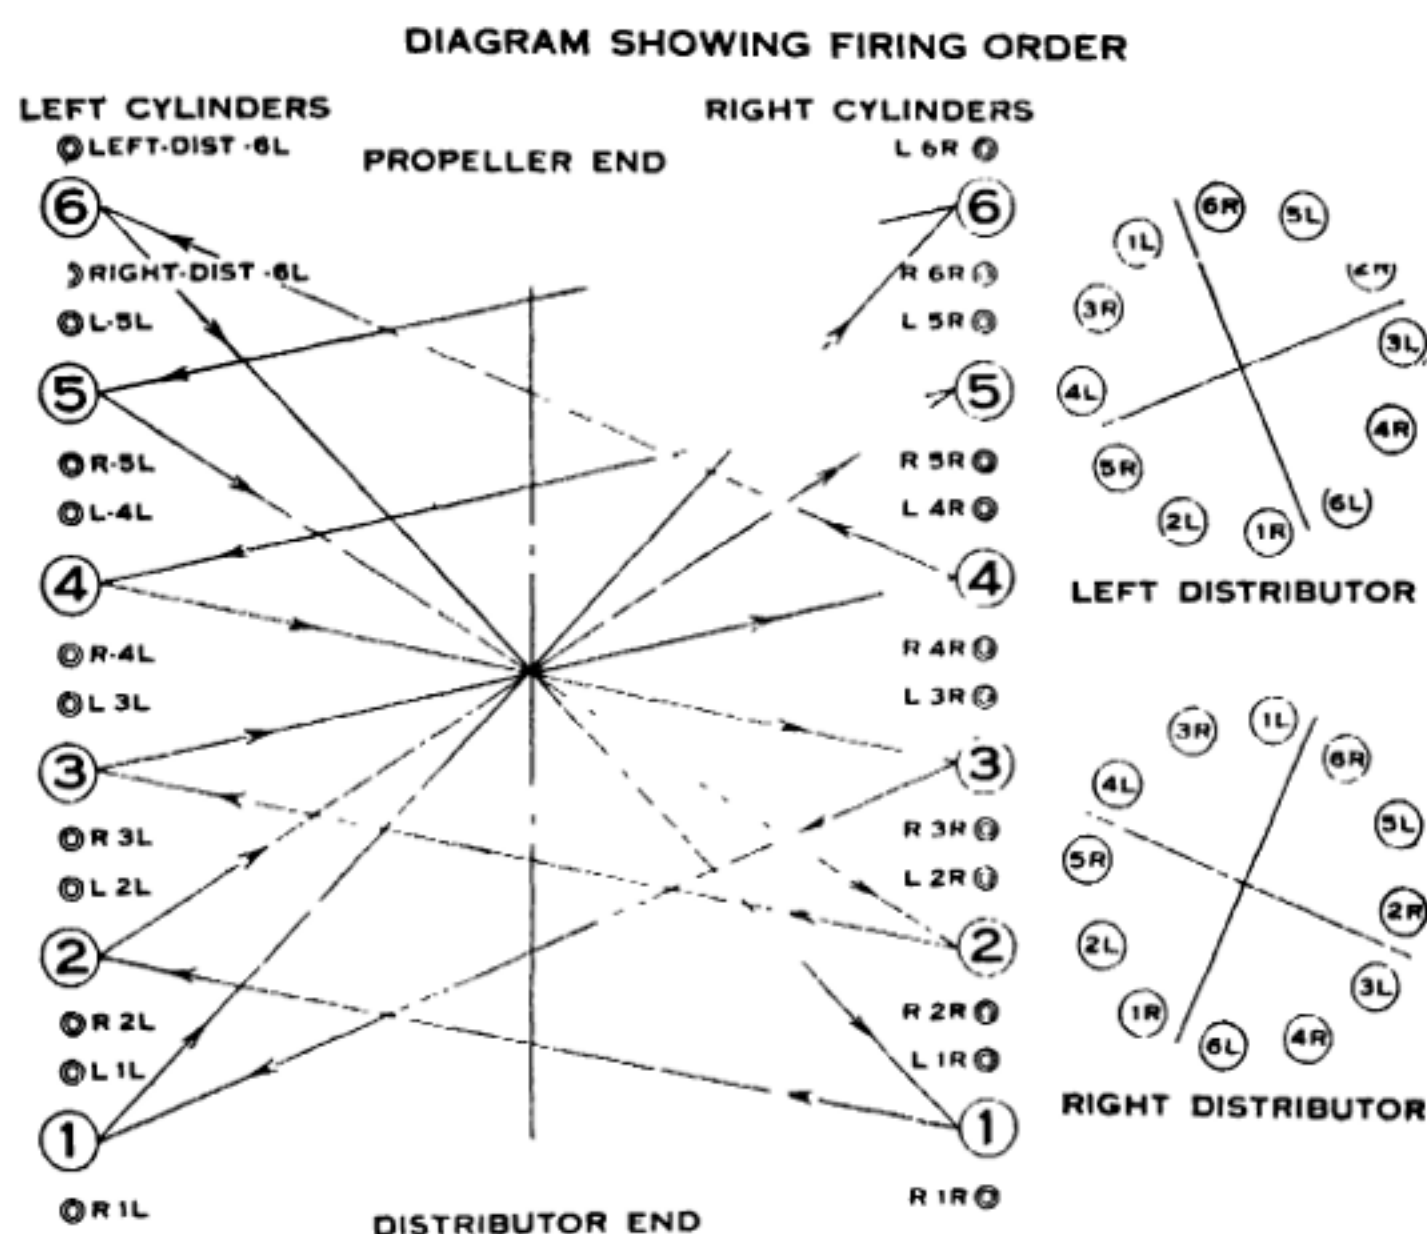 DIAGRAM SHOWING FIRING ORDER
LEFT CYLINDERS
RIGHT CYLINDERS
PROPELLER END
LEFT-DIST -6L
6
RIGHT-DIST -6L
L-5L
5
R-5L
L-4L
4
R-4L
L 3L
3
R 3L
L 2L
2
R 2L
L 1L
1
R 1L
L 6R
6
R 6R
L 5R
5
R 5R
L 4R
4
R 4R
L 3R
3
R 3R
L 2R
2
R 2R
L 1R
1
R 1R
DISTRIBUTOR END
6R
5L
2R
3L
4R
6L
1R
2L
5R
4L
3R
1L
LEFT DISTRIBUTOR
1L
6R
5L
2R
3L
4R
6L
1R
2L
5R
4L
3R
RIGHT DISTRIBUTOR